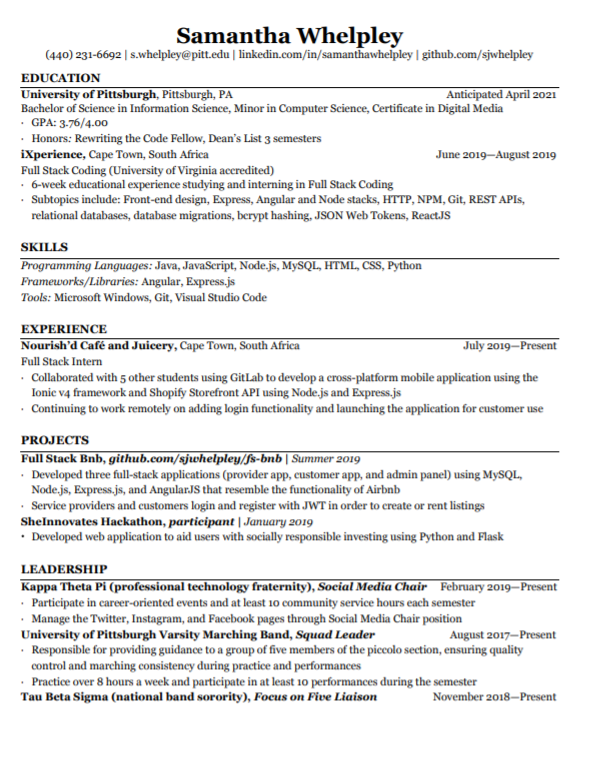 Samantha Whelpley
(440) 231-6692 | s.whelpley@pitt.edu | linkedin.com/in/samanthawhelpley | github.com/sjwhelpley
EDUCATION
University of Pittsburgh, Pittsburgh, PA Anticipated April 2021
Bachelor of Science in Information Science, Minor in Computer Science, Certificate in Digital Media
· GPA: 3.76/4.00
· Honors: Rewriting the Code Fellow, Dean's List 3 semesters
iXperience, Cape Town, South Africa June 2019—August 2019
Full Stack Coding (University of Virginia accredited)
· 6-week educational experience studying and interning in Full Stack Coding
· Subtopics include: Front-end design, Express, Angular and Node stacks, HTTP, NPM, Git, REST APIs,
relational databases, database migrations, bcrypt hashing, JSON Web Tokens, ReactJS
SKILLS
Programming Languages: Java, JavaScript, Node.js, MySQL, HTML, CSS, Python
Frameworks/Libraries: Angular, Express.js
Tools: Microsoft Windows, Git, Visual Studio Code
EXPERIENCE
Nourish'd Café and Juicery, Cape Town, South Africa July 2019—Present
Full Stack Intern
· Collaborated with 5 other students using GitLab to develop a cross-platform mobile application using the
Ionic v4 framework and Shopify Storefront API using Node.js and Express.js
· Continuing to work remotely on adding login functionality and launching the application for customer use
PROJECTS
Full Stack Bnb, github.com/sjwhelpley/fs-bnb | Summer 2019
· Developed three full-stack applications (provider app, customer app, and admin panel) using MySQL,
Node.js, Express.js, and AngularJS that resemble the functionality of Airbnb
· Service providers and customers login and register with JWT in order to create or rent listings
SheInnovates Hackathon, participant | January 2019
• Developed web application to aid users with socially responsible investing using Python and Flask
LEADERSHIP
Kappa Theta Pi (professional technology fraternity), Social Media Chair February 2019—Present
· Participate in career-oriented events and at least 10 community service hours each semester
· Manage the Twitter, Instagram, and Facebook pages through Social Media Chair position
University of Pittsburgh Varsity Marching Band, Squad Leader August 2017—Present
· Responsible for providing guidance to a group of five members of the piccolo section, ensuring quality
control and marching consistency during practice and performances
· Practice over 8 hours a week and participate in at least 10 performances during the semester
Tau Beta Sigma (national band sorority), Focus on Five Liaison November 2018—Present